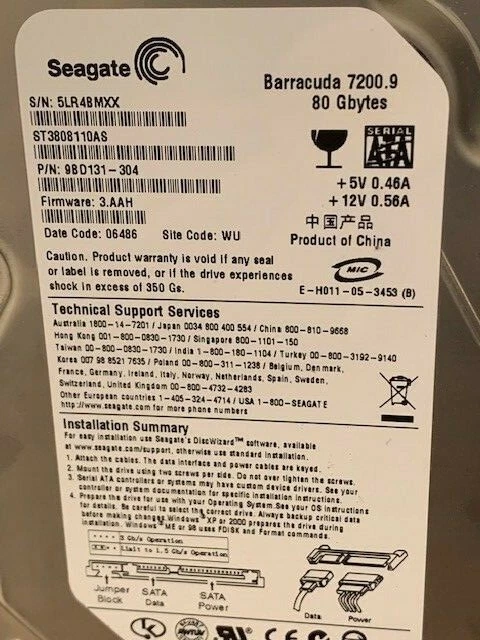 Seagate
Barracuda 7200.9
80 Gbytes
S/N: 5LR4BMXX
ST3808110AS
P/N: 9BD131-304
Firmware: 3.AAH
Date Code: 06486 Site Code: WU
SERIAL
ATA
+5V 0.46A
+12V 0.56A
中国产品
Product of China
Caution. Product warranty is void if any seal
or label is removed, or if the drive experiences
shock in excess of 350 Gs.
MIC
E-H011-05-3453 (B)
Technical Support Services
Australia 1800-14-7201 / Japan 0034 800 400 554 / China 800-810-9668
Hong Kong 001-800-0830-1730 / Singapore 800-1101-150
Taiwan 00-800-0830-1730 / India 1-800-180-1104 / Turkey 00-800-3192-9140
Korea 007 98 8521 7635 / Poland 00-800-311-1238 / Belgium, Denmark,
France, Germany, Ireland, Italy, Norway, Netherlands, Spain, Sweden,
Switzerland, United Kingdom 00-800-4732-4283
Other European countries 1-405-324-4714 / USA 1-800-SEAGATE
http://www.seagate.com for more phone numbers
Installation Summary
For easy installation use Seagate's DiscWizard™ software, available
at www.seagate.com/support, otherwise use standard installation.
1. Attach the cables. The data interface and power cables are keyed.
2. Mount the drive using two screws per side. Do not over tighten the screws.
3. Serial ATA controllers or systems may have custom device drivers. See your
controller or system documentation for specific installation instructions.
4. Prepare the drive for use with your Operating System. See your OS instructions
for details. Be careful to select the correct drive. Always backup critical data
before making changes. Windows® XP or 2000 prepares the drive during
installation. Windows® ME or 98 uses FDISK and Format commands.
3 Gb/s Operation
Limit to 1.5 Gb/s Operation
Jumper
Block
SATA
Data
SATA
Power
Data
Power